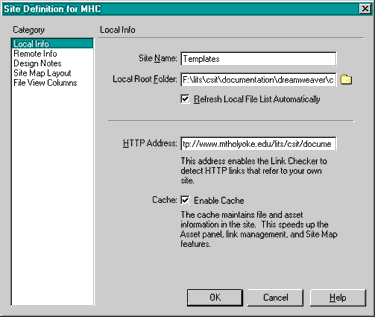 Site Definition for MHC
Category
Local Info
Remote Info
Design Notes
Site Map Layout
File View Columns
Local Info
Site Name: Templates
Local Root Folder: F:\lits\csit\documentation\dreamweaver\c
Refresh Local File List Automatically
HTTP Address: tp://www.mtholyoke.edu/lits/csit/docume
This address enables the Link Checker to
detect HTTP links that refer to your own
site.
Cache: Enable Cache
The cache maintains file and asset
information in the site. This speeds up the
Asset panel, link management, and Site Map
features.
OK Cancel Help